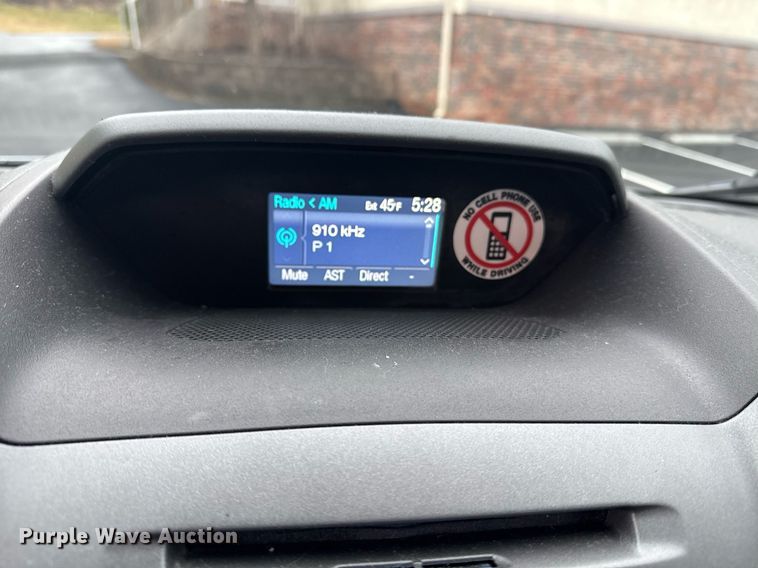 Radio < AM Ext 45°F 5:28
910 kHz
P 1
Mute AST Direct -
NO CELL PHONE USE
WHILE DRIVING
Purple Wave Auction®